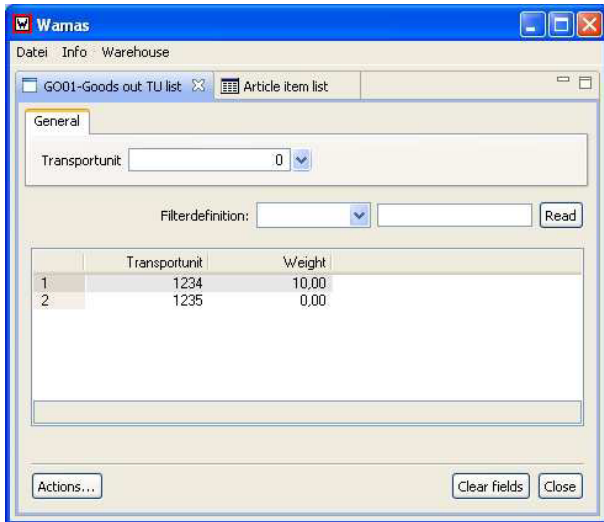 W Wamas
Datei Info Warehouse
GO01-Goods out TU list Article item list
General
Transportunit 0
Filterdefinition: Read
Transportunit Weight
1 1234 10,00
2 1235 0,00
Actions... Clear fields Close